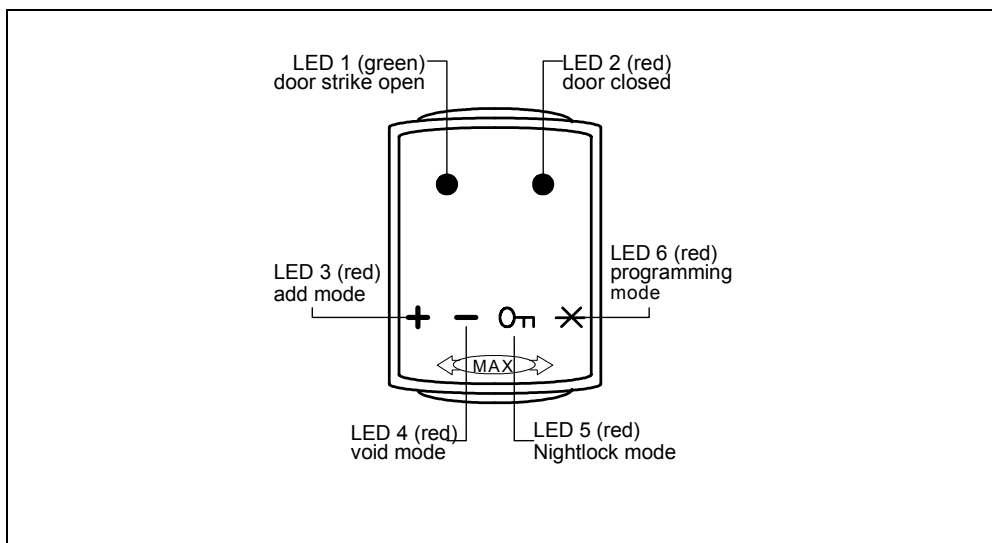 LED 1 (green)
door strike open
LED 2 (red)
door closed
LED 3 (red)
add mode
LED 6 (red)
programming
mode
MAX
LED 4 (red)
void mode
LED 5 (red)
Nightlock mode